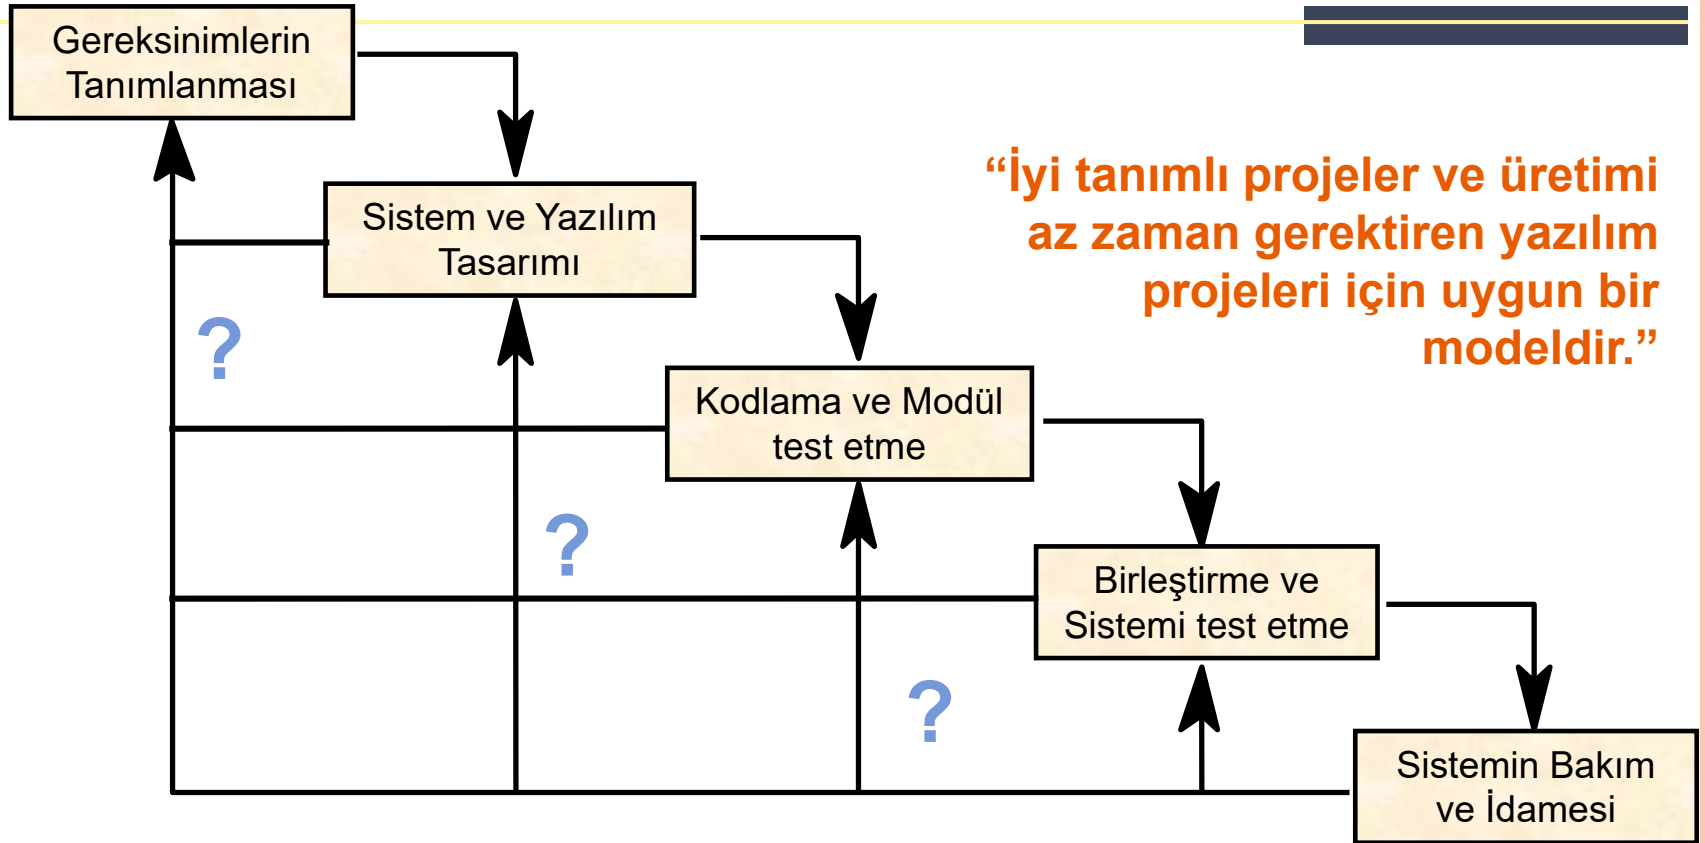 Gereksinimlerin
Tanımlanması
Sistem ve Yazılım
Tasarımı
“İyi tanımlı projeler ve üretimi
az zaman gerektiren yazılım
projeleri için uygun bir
modeldir.”
?
Kodlama ve Modül
test etme
?
Birleştirme ve
Sistemi test etme
?
Sistemin Bakım
ve İdamesi